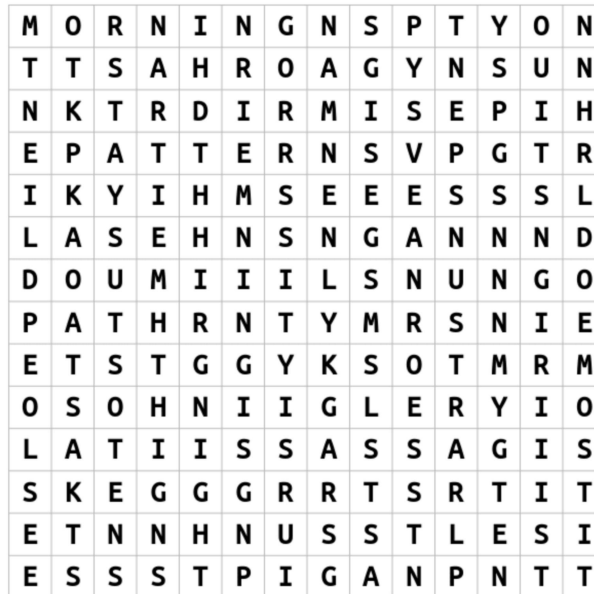 M O R N I N G N S P T Y O N
T T S A H R O A G Y N S U N
N K T R D I R M I S E P I H
E P A T T E R N S V P G T R
I K Y I H M S E E E S S S L
L A S E H N S N G A N N N D
D O U M I I I L S N U N G O
P A T H R N T Y M R S N I E
E T S T G G Y K S O T M R M
O S O H N I I G L E R Y I O
L A T I I S S A S S A G I S
S K E G G G R R T S R T I T
E T N N H N U S S T L E S I
E S S S T P I G A N P N T T